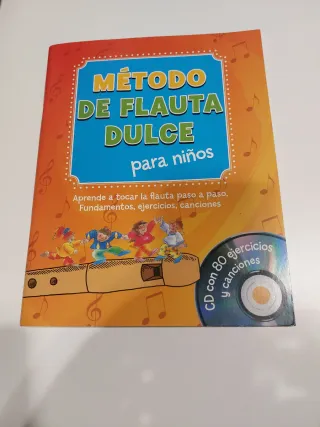 MÉTODO
DE FLAUTA
DULCE
para niños
Aprende a tocar la flauta paso a paso.
Fundamentos, ejercicios, canciones
CD con 80 ejercicios
y canciones